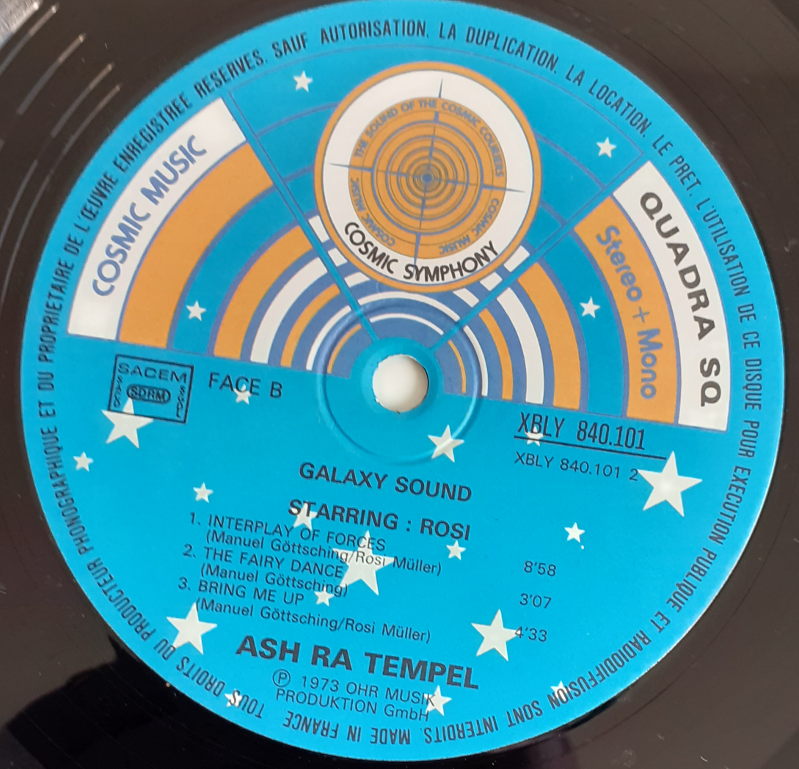 TOUS DROITS DU PRODUCTEUR PHONOGRAPHIQUE ET DU PROPRIETAIRE DE L'ŒUVRE ENREGISTREE RESERVES. SAUF AUTORISATION, LA DUPLICATION, LA LOCATION, LE PRET, L'UTILISATION DE CE DISQUE POUR EXECUTION PUBLIQUE ET RADIODIFFUSION SONT INTERDITS. MADE IN FRANCE
COSMIC MUSIC
THE SOUND OF THE COSMIC COURIERS
COSMIC MUSIC
COSMIC MUSIC
COSMIC SYMPHONY
QUADRA SQ
Stereo + Mono
SACEM
SDRM
SACD
SGDL
FACE B
XBLY 840.101
XBLY 840.101 2
GALAXY SOUND
STARRING : ROSI
1. INTERPLAY OF FORCES
(Manuel Göttsching/Rosi Müller) 8'58
2. THE FAIRY DANCE
(Manuel Göttsching) 3'07
3. BRING ME UP
(Manuel Göttsching/Rosi Müller) 4'33
ASH RA TEMPEL
Ⓟ 1973 OHR MUSIK
PRODUKTION GmbH